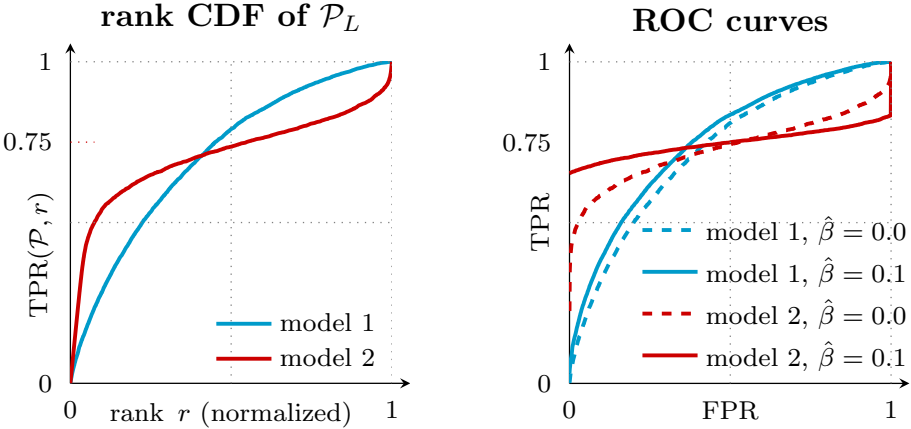 rank CDF of 𝒫_L
1
0.75
0
TPR(𝒫, r)
model 1
model 2
0
rank r (normalized)
1
ROC curves
1
0.75
0
TPR
model 1, β̂ = 0.0
model 1, β̂ = 0.1
model 2, β̂ = 0.0
model 2, β̂ = 0.1
0
FPR
1